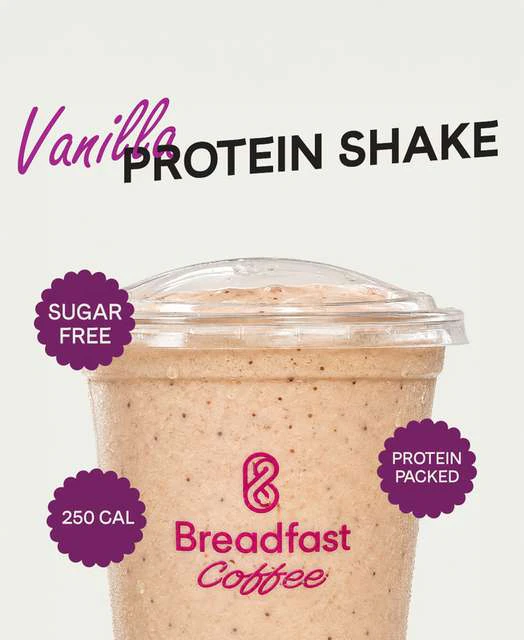 Vanilla
PROTEIN SHAKE
SUGAR
FREE
PROTEIN
PACKED
250 CAL
Breadfast
Coffee